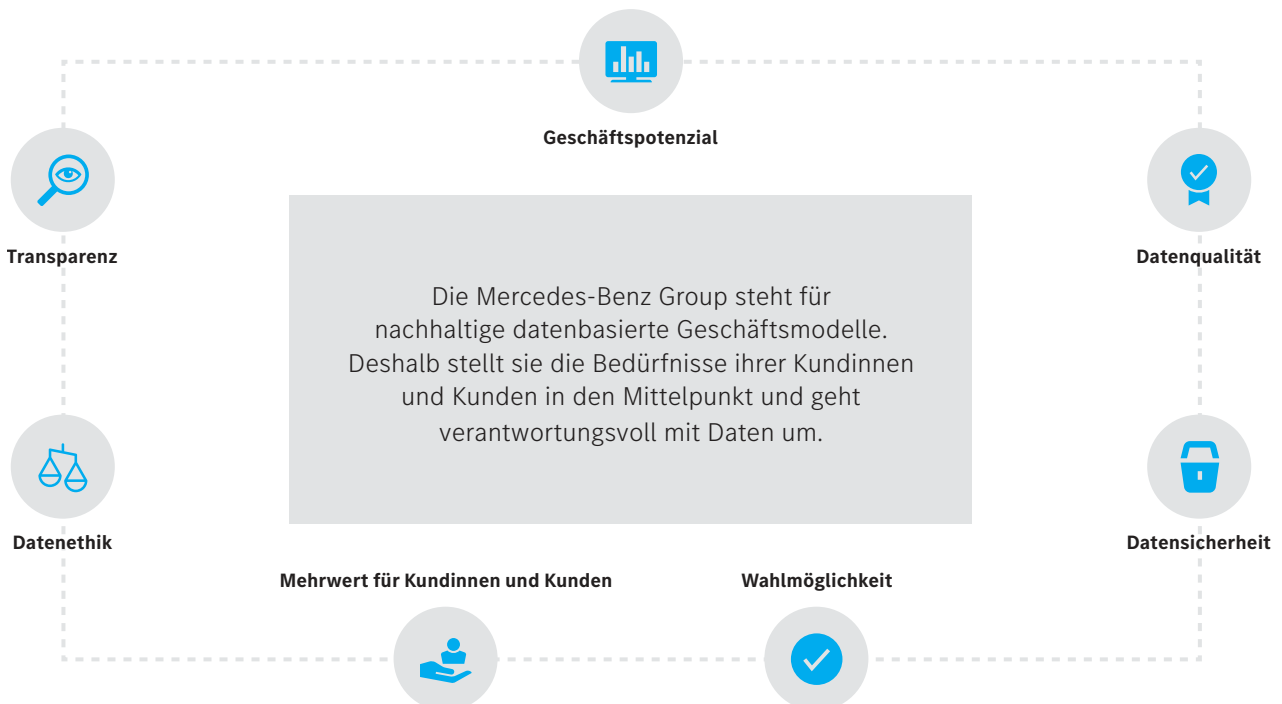 Geschäftspotenzial
Transparenz
Datenqualität
Die Mercedes-Benz Group steht für
nachhaltige datenbasierte Geschäftsmodelle.
Deshalb stellt sie die Bedürfnisse ihrer Kundinnen
und Kunden in den Mittelpunkt und geht
verantwortungsvoll mit Daten um.
Datenethik
Datensicherheit
Mehrwert für Kundinnen und Kunden
Wahlmöglichkeit